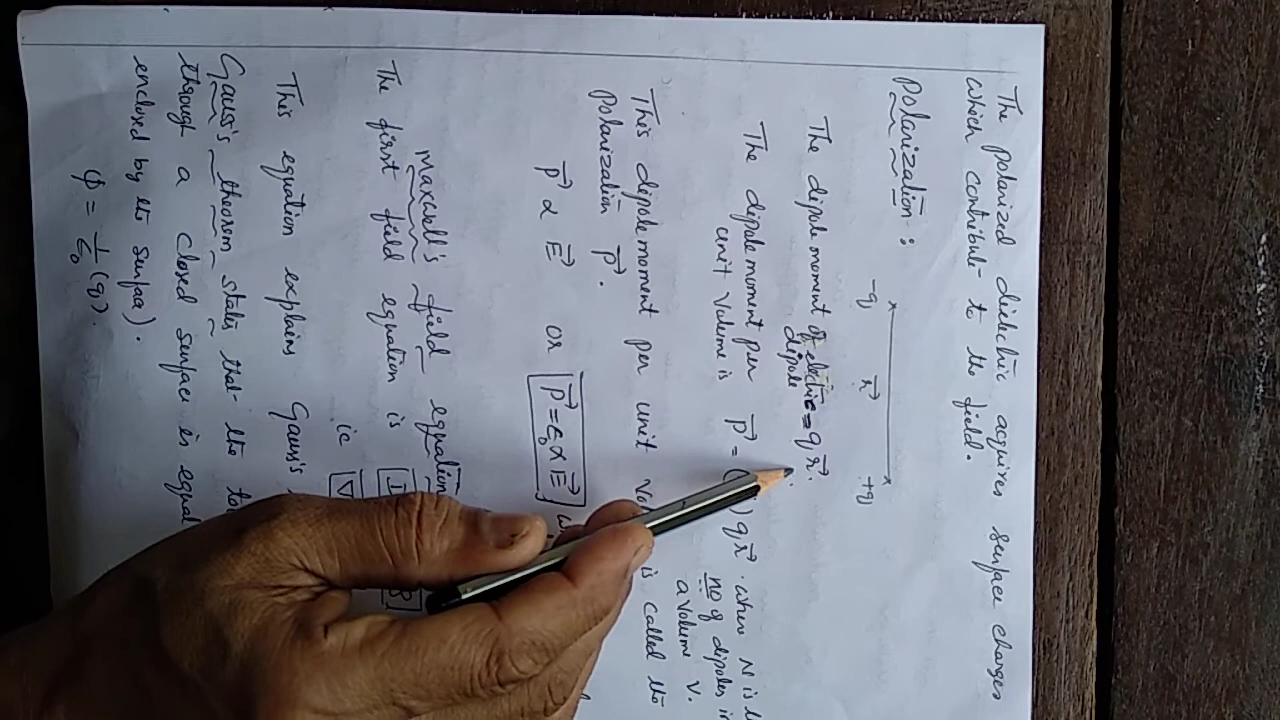 The polarized dielectric acquires surface charges
which contribute to the field.
Polarization :
-q r⃗ +q
The dipole moment of electric = q r⃗.
dipole
The dipole moment per P⃗ = ( ) q r⃗ . where N is
unit Volume is no of dipoles in
a volume V.
This dipole moment per unit is called the
Polarization P⃗.
P⃗ α E⃗ or P⃗ = ε₀ α E⃗
Maxwell's field equation
The first field equation is
ie ∇
This equation explains Gauss's
Gauss's theorem states that the
through a closed surface is equal
enclosed by the surface).
φ = 1/ε₀ (q).